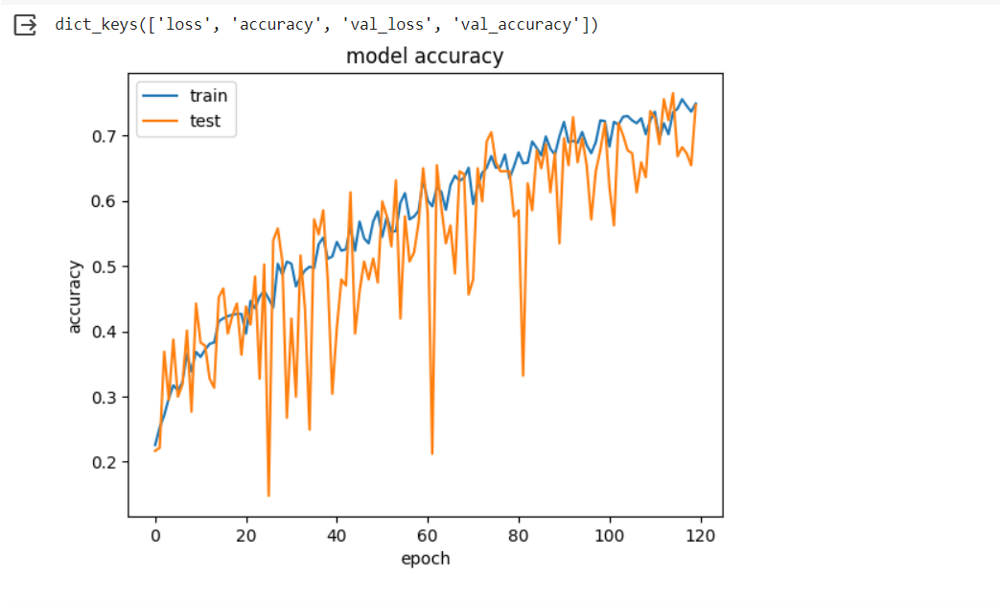 dict_keys(['loss', 'accuracy', 'val_loss', 'val_accuracy'])
model accuracy
train
test
0.7
0.6
0.5
0.4
0.3
0.2
accuracy
0 20 40 60 80 100 120
epoch